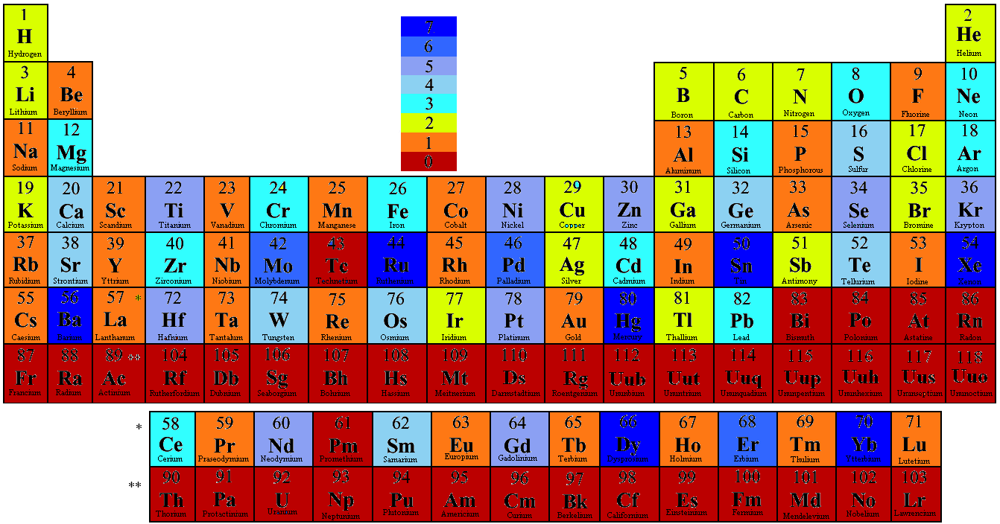 1 2
H He
Hydrogen Helium
7
6
5
4
3
2
1
0
3 4 5 6 7 8 9 10
Li Be B C N O F Ne
Lithium Beryllium Boron Carbon Nitrogen Oxygen Fluorine Neon
11 12 13 14 15 16 17 18
Na Mg Al Si P S Cl Ar
Sodium Magnesium Aluminum Silicon Phosphorous Sulfur Chlorine Argon
19 20 21 22 23 24 25 26 27 28 29 30 31 32 33 34 35 36
K Ca Sc Ti V Cr Mn Fe Co Ni Cu Zn Ga Ge As Se Br Kr
Potassium Calcium Scandium Titanium Vanadium Chromium Manganese Iron Cobalt Nickel Copper Zinc Gallium Germanium Arsenic Selenium Bromine Krypton
37 38 39 40 41 42 43 44 45 46 47 48 49 50 51 52 53 54
Rb Sr Y Zr Nb Mo Tc Ru Rh Pd Ag Cd In Sn Sb Te I Xe
Rubidium Strontium Yttrium Zirconium Niobium Molybdenum Technetium Ruthenium Rhodium Palladium Silver Cadmium Indium Tin Antimony Tellurium Iodine Xenon
55 56 57 * 72 73 74 75 76 77 78 79 80 81 82 83 84 85 86
Cs Ba La Hf Ta W Re Os Ir Pt Au Hg Tl Pb Bi Po At Rn
Caesium Barium Lanthanum Hafnium Tantalum Tungsten Rhenium Osmium Iridium Platinum Gold Mercury Thallium Lead Bismuth Polonium Astatine Radon
87 88 89 ** 104 105 106 107 108 109 110 111 112 113 114 115 116 117 118
Fr Ra Ac Rf Db Sg Bh Hs Mt Ds Rg Uub Uut Uuq Uup Uuh Uus Uuo
Francium Radium Actinium Rutherfordium Dubnium Seaborgium Bohrium Hassium Meitnerium Darmstadtium Roentgenium Ununbium Ununtrium Ununquadium Ununpentium Ununhexium Ununseptium Ununoctium
* 58 59 60 61 62 63 64 65 66 67 68 69 70 71
Ce Pr Nd Pm Sm Eu Gd Tb Dy Ho Er Tm Yb Lu
Cerium Praseodymium Neodymium Promethium Samarium Europium Gadolinium Terbium Dysprosium Holmium Erbium Thulium Ytterbium Lutetium
** 90 91 92 93 94 95 96 97 98 99 100 101 102 103
Th Pa U Np Pu Am Cm Bk Cf Es Fm Md No Lr
Thorium Protactinium Uranium Neptunium Plutonium Americium Curium Berkelium Californium Einsteinium Fermium Mendelevium Nobelium Lawrencium